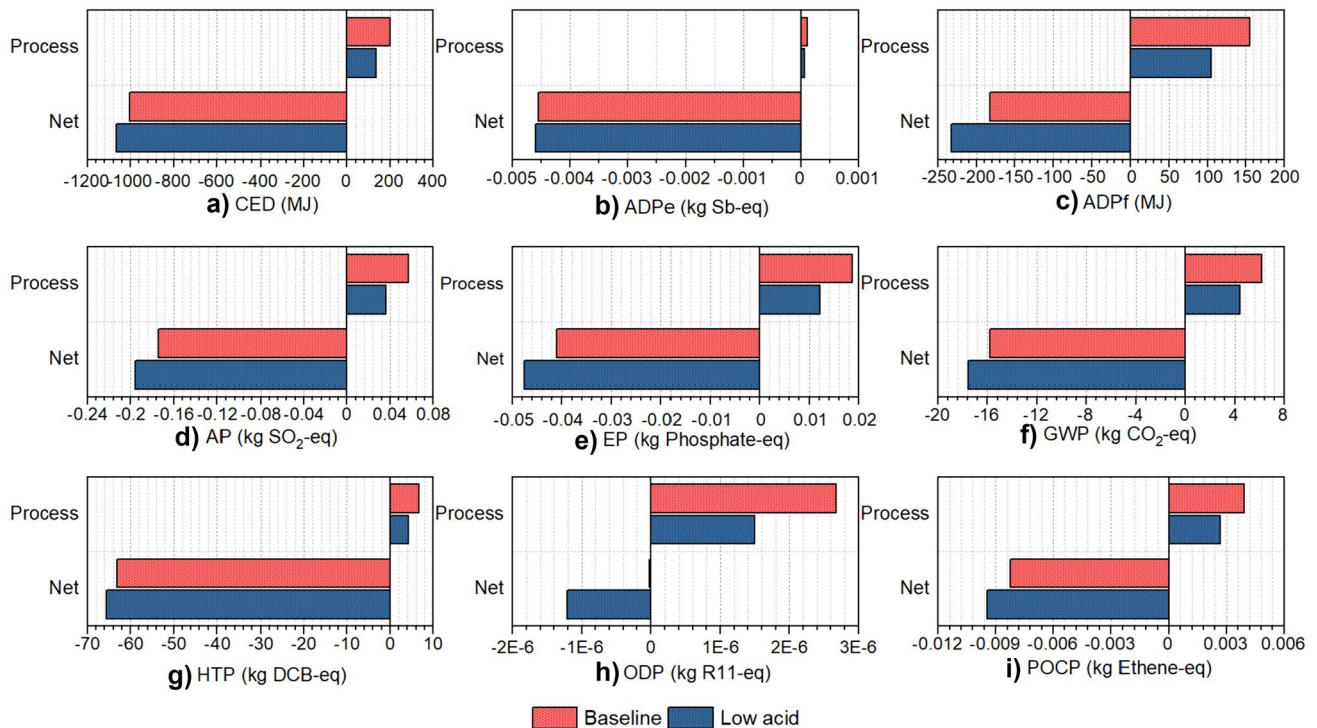 Process
Net
-1200 -1000 -800 -600 -400 -200 0 200 400
a) CED (MJ)
Process
Net
-0.005 -0.004 -0.003 -0.002 -0.001 0 0.001
b) ADPe (kg Sb-eq)
Process
Net
-250 -200 -150 -100 -50 0 50 100 150 200
c) ADPf (MJ)
Process
Net
-0.24 -0.2 -0.16 -0.12 -0.08 -0.04 0 0.04 0.08
d) AP (kg SO2-eq)
Process
Net
-0.05 -0.04 -0.03 -0.02 -0.01 0 0.01 0.02
e) EP (kg Phosphate-eq)
Process
Net
-20 -16 -12 -8 -4 0 4 8
f) GWP (kg CO2-eq)
Process
Net
-70 -60 -50 -40 -30 -20 -10 0 10
g) HTP (kg DCB-eq)
Process
Net
-2E-6 -1E-6 0 1E-6 2E-6 3E-6
h) ODP (kg R11-eq)
Process
Net
-0.012 -0.009 -0.006 -0.003 0 0.003 0.006
i) POCP (kg Ethene-eq)
Baseline Low acid